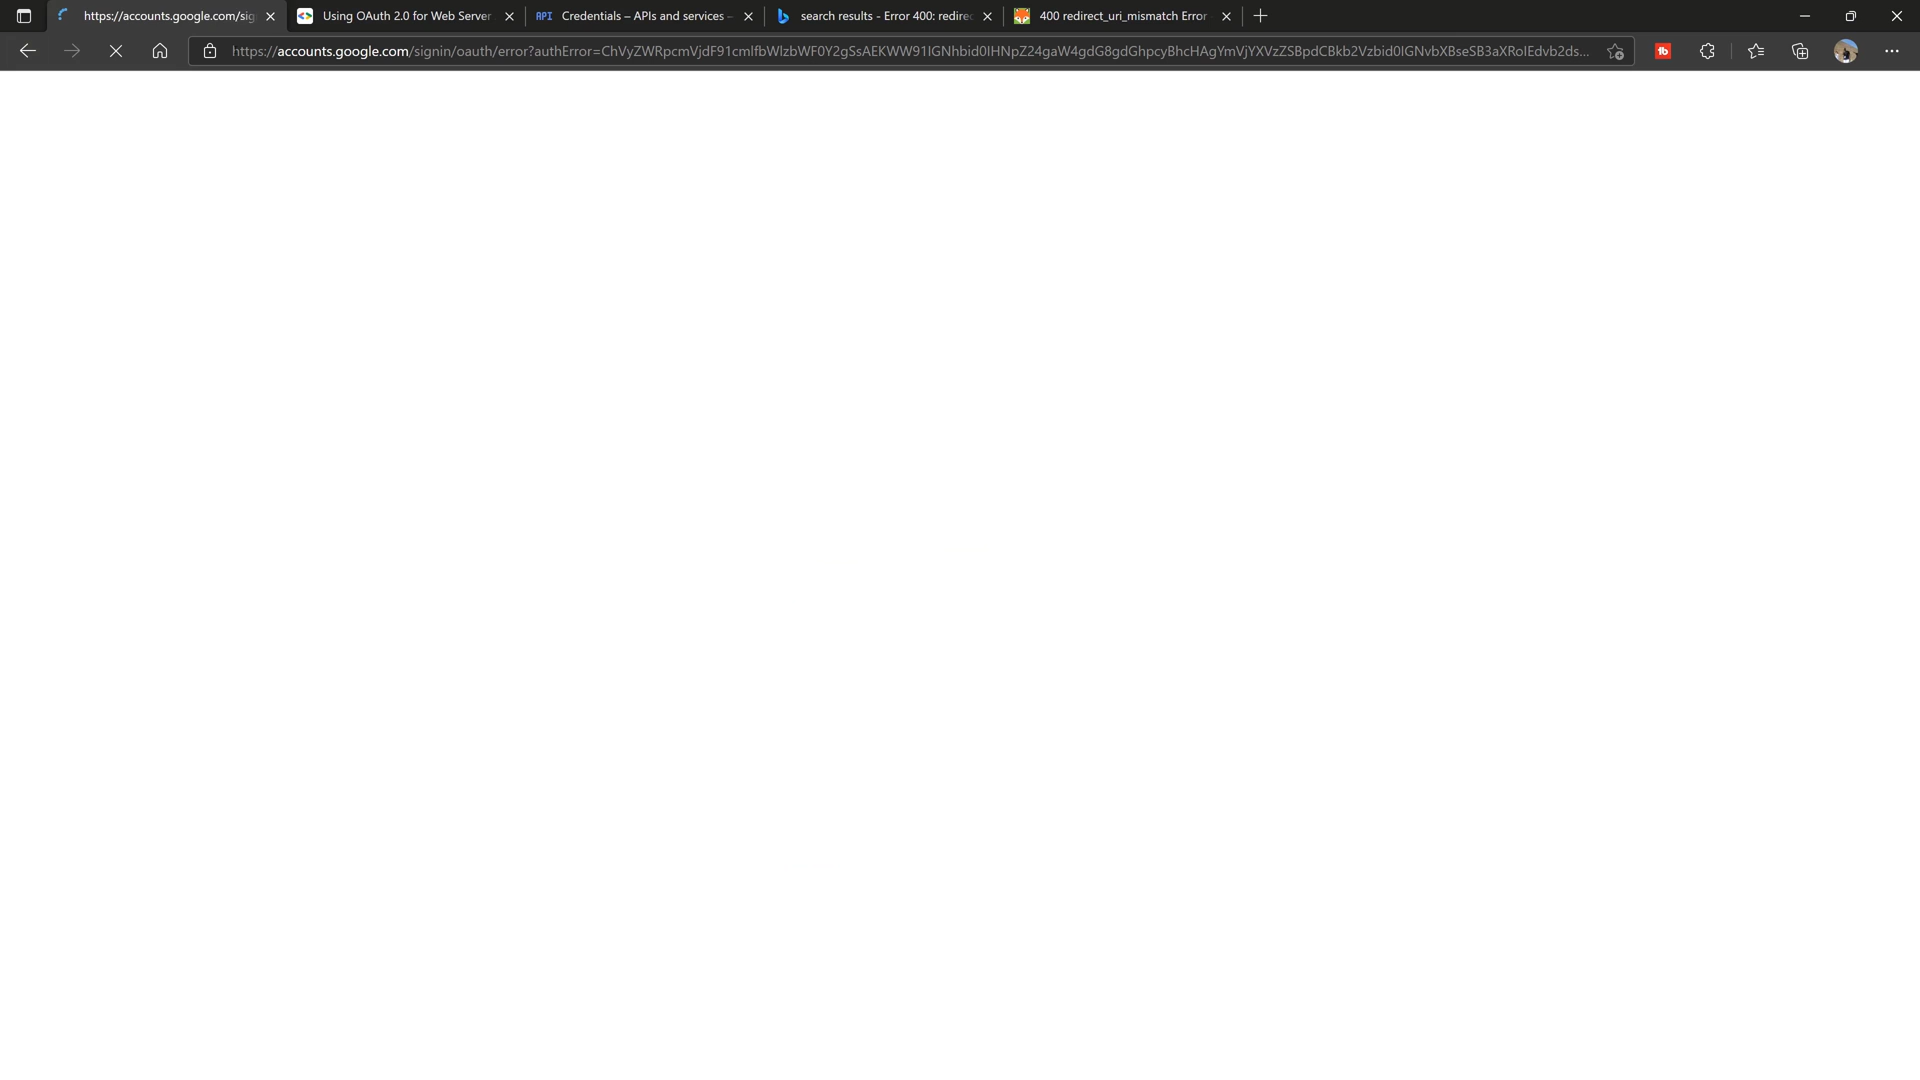 https://accounts.google.com/sig
Using OAuth 2.0 for Web Server
API Credentials – APIs and services –
search results - Error 400: redirec
400 redirect_uri_mismatch Error
https://accounts.google.com/signin/oauth/error?authError=ChVyZWRpcmVjdF91cmlfbWlzbWF0Y2gSsAEKWW91IGNhbid0IHNpZ24gaW4gdG8gdGhpcyBhcHAgYmVjYXVzZSBpdCBkb2Vzbid0IGNvbXBseSB3aXRoIEdvb2ds...